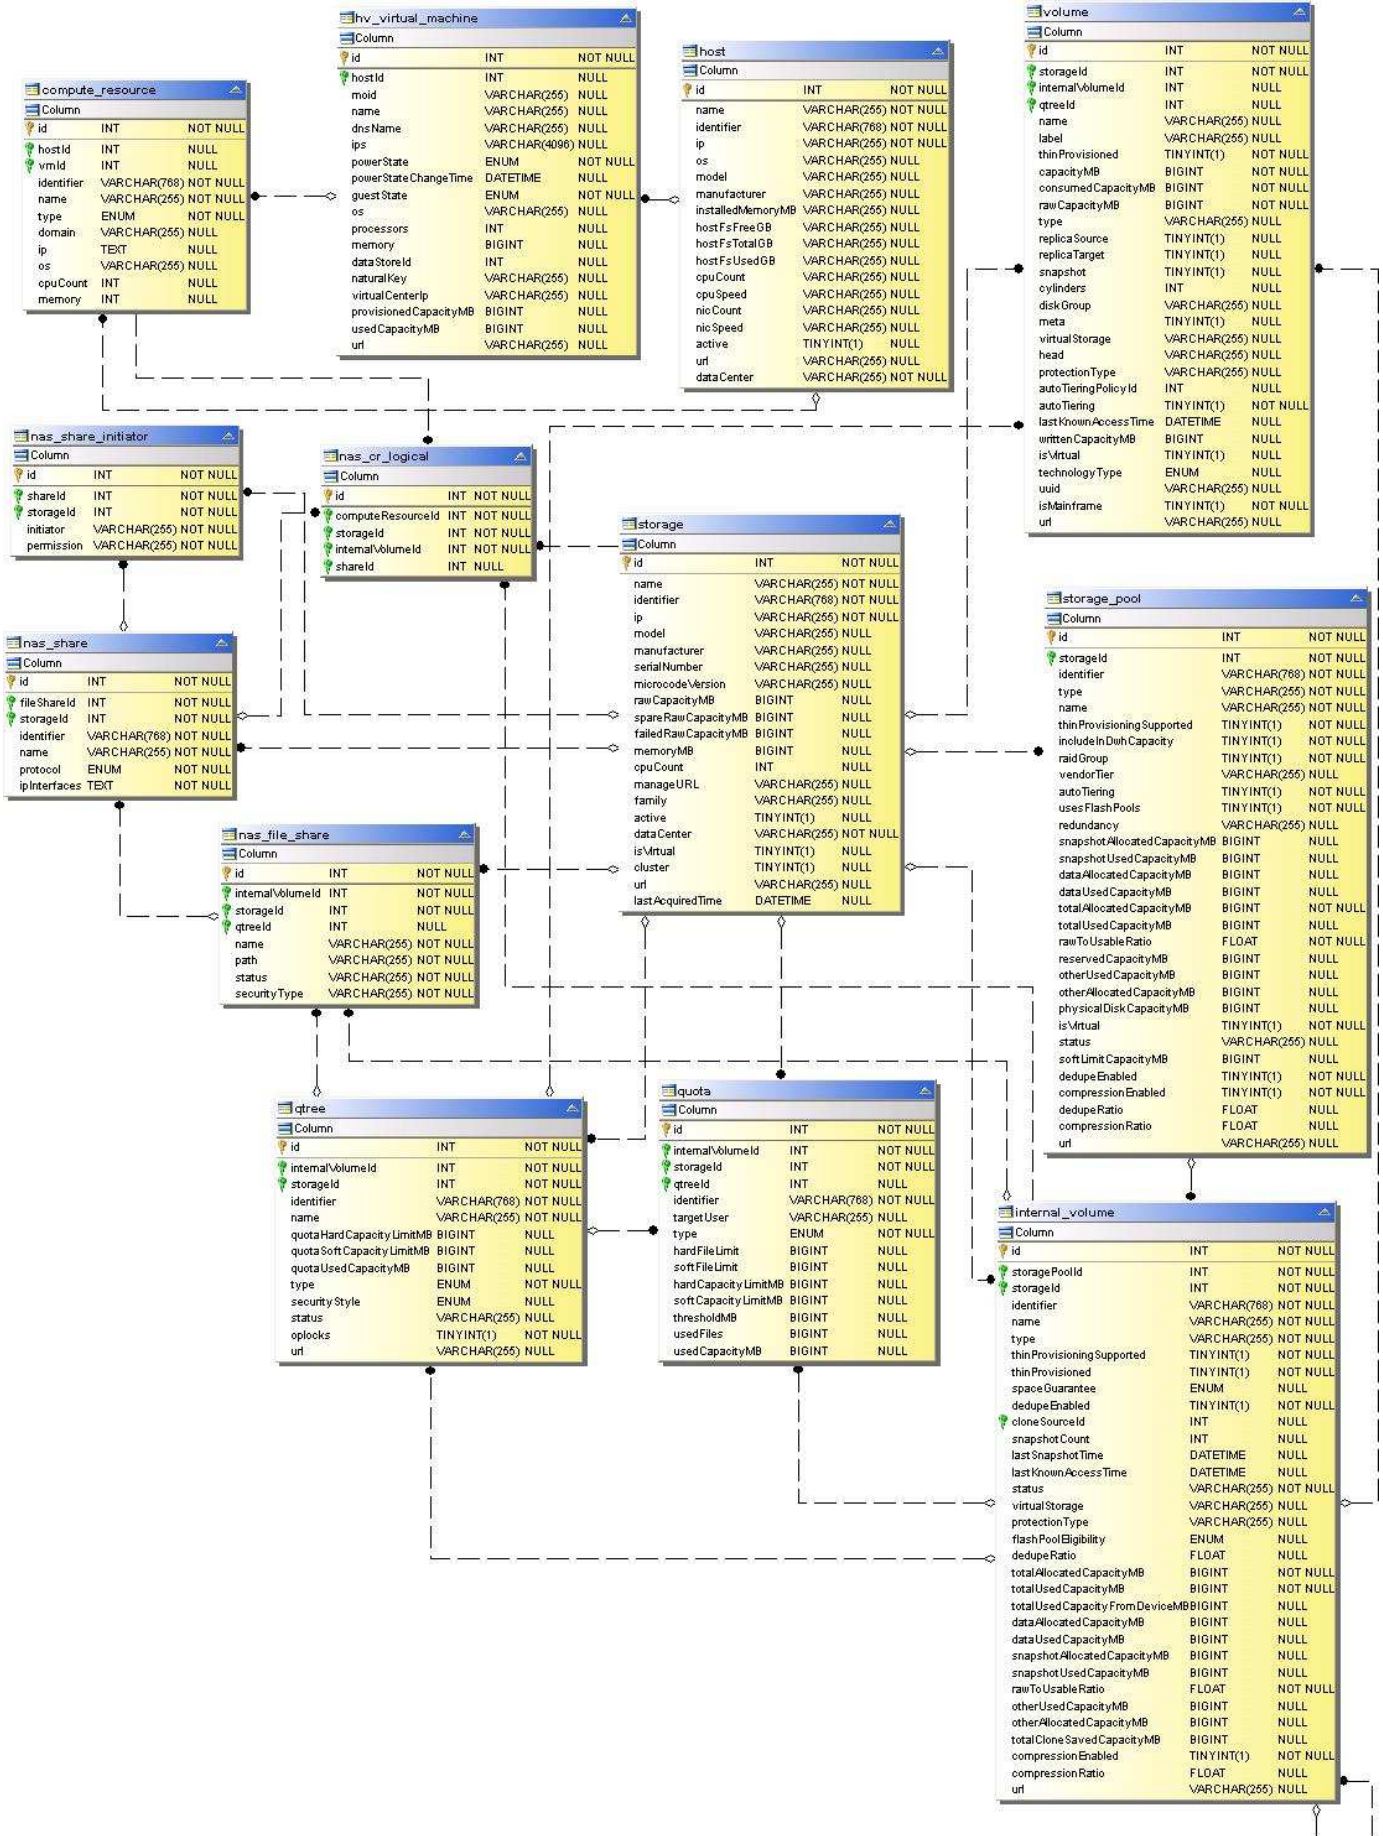 hv_virtual_machine
Column
id INT NOT NULL
hostId INT NULL
moid VARCHAR(255) NULL
name VARCHAR(255) NULL
dnsName VARCHAR(255) NULL
ips VARCHAR(4096) NULL
powerState ENUM NOT NULL
powerStateChangeTime DATETIME NULL
guestState ENUM NOT NULL
os VARCHAR(255) NULL
processors INT NULL
memory BIGINT NULL
dataStoreId INT NULL
naturalKey VARCHAR(255) NULL
virtualCenterIp VARCHAR(255) NULL
provisionedCapacityMB BIGINT NULL
usedCapacityMB BIGINT NULL
url VARCHAR(255) NULL
host
Column
id INT NOT NULL
name VARCHAR(255) NOT NULL
identifier VARCHAR(768) NOT NULL
ip VARCHAR(255) NOT NULL
os VARCHAR(255) NULL
model VARCHAR(255) NULL
manufacturer VARCHAR(255) NULL
installedMemoryMB VARCHAR(255) NULL
hostFsFreeGB VARCHAR(255) NULL
hostFsTotalGB VARCHAR(255) NULL
hostFsUsedGB VARCHAR(255) NULL
cpuCount VARCHAR(255) NULL
cpuSpeed VARCHAR(255) NULL
nicCount VARCHAR(255) NULL
nicSpeed VARCHAR(255) NULL
active TINYINT(1) NULL
url VARCHAR(255) NULL
dataCenter VARCHAR(255) NOT NULL
volume
Column
id INT NOT NULL
storageId INT NOT NULL
internalVolumeId INT NULL
qtreeId INT NULL
name VARCHAR(255) NULL
label VARCHAR(255) NULL
thinProvisioned TINYINT(1) NOT NULL
capacityMB BIGINT NOT NULL
consumedCapacityMB BIGINT NOT NULL
rawCapacityMB BIGINT NOT NULL
type VARCHAR(255) NULL
replicaSource TINYINT(1) NULL
replicaTarget TINYINT(1) NULL
snapshot TINYINT(1) NULL
cylinders INT NULL
diskGroup VARCHAR(255) NULL
meta TINYINT(1) NULL
virtualStorage VARCHAR(255) NULL
head VARCHAR(255) NULL
protectionType VARCHAR(255) NULL
autoTieringPolicyId INT NULL
autoTiering TINYINT(1) NOT NULL
lastKnownAccessTime DATETIME NULL
writtenCapacityMB BIGINT NULL
isVirtual TINYINT(1) NULL
technologyType ENUM NULL
uuid VARCHAR(255) NULL
isMainframe TINYINT(1) NOT NULL
url VARCHAR(255) NULL
compute_resource
Column
id INT NOT NULL
hostId INT NULL
vmId INT NULL
identifier VARCHAR(768) NOT NULL
name VARCHAR(255) NOT NULL
type ENUM NOT NULL
domain VARCHAR(255) NULL
ip TEXT NULL
os VARCHAR(255) NULL
cpuCount INT NULL
memory INT NULL
nas_share_initiator
Column
id INT NOT NULL
shareId INT NOT NULL
storageId INT NOT NULL
initiator VARCHAR(255) NOT NULL
permission VARCHAR(255) NOT NULL
nas_cr_logical
Column
id INT NOT NULL
computeResourceId INT NOT NULL
storageId INT NOT NULL
internalVolumeId INT NOT NULL
shareId INT NULL
storage
Column
id INT NOT NULL
name VARCHAR(255) NOT NULL
identifier VARCHAR(768) NULL
ip VARCHAR(255) NOT NULL
model VARCHAR(255) NULL
manufacturer VARCHAR(255) NULL
serialNumber VARCHAR(255) NULL
microcodeVersion VARCHAR(255) NULL
rawCapacityMB BIGINT NULL
spareRawCapacityMB BIGINT NULL
failedRawCapacityMB BIGINT NULL
memoryMB BIGINT NULL
cpuCount INT NULL
manageURL VARCHAR(255) NULL
family VARCHAR(255) NULL
active TINYINT(1) NULL
dataCenter VARCHAR(255) NOT NULL
isVirtual TINYINT(1) NULL
cluster TINYINT(1) NULL
url VARCHAR(255) NULL
lastAcquiredTime DATETIME NULL
storage_pool
Column
id INT NOT NULL
storageId INT NOT NULL
identifier VARCHAR(768) NOT NULL
type VARCHAR(255) NOT NULL
name VARCHAR(255) NOT NULL
thinProvisioningSupported TINYINT(1) NOT NULL
includeInDwhCapacity TINYINT(1) NOT NULL
raidGroup TINYINT(1) NOT NULL
vendorTier VARCHAR(255) NULL
autoTiering TINYINT(1) NOT NULL
usesFlashPools TINYINT(1) NOT NULL
redundancy VARCHAR(255) NULL
snapshotAllocatedCapacityMB BIGINT NULL
snapshotUsedCapacityMB BIGINT NULL
dataAllocatedCapacityMB BIGINT NULL
dataUsedCapacityMB BIGINT NULL
totalAllocatedCapacityMB BIGINT NOT NULL
totalUsedCapacityMB BIGINT NULL
rawToUsableRatio FLOAT NOT NULL
reservedCapacityMB BIGINT NULL
otherUsedCapacityMB BIGINT NULL
otherAllocatedCapacityMB BIGINT NULL
physicalDiskCapacityMB BIGINT NULL
isVirtual TINYINT(1) NOT NULL
status VARCHAR(255) NULL
softLimitCapacityMB BIGINT NULL
dedupeEnabled TINYINT(1) NOT NULL
compressionEnabled TINYINT(1) NOT NULL
dedupeRatio FLOAT NULL
compressionRatio FLOAT NULL
url VARCHAR(255) NULL
nas_share
Column
id INT NOT NULL
fileShareId INT NOT NULL
storageId INT NOT NULL
identifier VARCHAR(768) NOT NULL
name VARCHAR(255) NOT NULL
protocol ENUM NOT NULL
ipInterfaces TEXT NOT NULL
nas_file_share
Column
id INT NOT NULL
internalVolumeId INT NOT NULL
storageId INT NOT NULL
qtreeId INT NULL
name VARCHAR(255) NOT NULL
path VARCHAR(255) NOT NULL
status VARCHAR(255) NOT NULL
securityType VARCHAR(255) NOT NULL
qtree
Column
id INT NOT NULL
internalVolumeId INT NOT NULL
storageId INT NOT NULL
identifier VARCHAR(768) NOT NULL
name VARCHAR(255) NOT NULL
quotaHardCapacityLimitMB BIGINT NULL
quotaSoftCapacityLimitMB BIGINT NULL
quotaUsedCapacityMB BIGINT NULL
type ENUM NOT NULL
securityStyle ENUM NULL
status VARCHAR(255) NULL
oplocks TINYINT(1) NOT NULL
url VARCHAR(255) NULL
quota
Column
id INT NOT NULL
internalVolumeId INT NOT NULL
storageId INT NOT NULL
qtreeId INT NULL
identifier VARCHAR(768) NOT NULL
targetUser VARCHAR(255) NULL
type ENUM NOT NULL
hardFileLimit BIGINT NULL
softFileLimit BIGINT NULL
hardCapacityLimitMB BIGINT NULL
softCapacityLimitMB BIGINT NULL
thresholdMB BIGINT NULL
usedFiles BIGINT NULL
usedCapacityMB BIGINT NULL
internal_volume
Column
id INT NOT NULL
storagePoolId INT NOT NULL
storageId INT NOT NULL
identifier VARCHAR(768) NOT NULL
name VARCHAR(255) NOT NULL
type VARCHAR(255) NOT NULL
thinProvisioningSupported TINYINT(1) NOT NULL
thinProvisioned TINYINT(1) NOT NULL
spaceGuarantee ENUM NULL
dedupeEnabled TINYINT(1) NOT NULL
cloneSourceId INT NULL
snapshotCount INT NULL
lastSnapshotTime DATETIME NULL
lastKnownAccessTime DATETIME NULL
status VARCHAR(255) NOT NULL
virtualStorage VARCHAR(255) NULL
protectionType VARCHAR(255) NULL
flashPoolEligibility ENUM NULL
dedupeRatio FLOAT NULL
totalAllocatedCapacityMB BIGINT NOT NULL
totalUsedCapacityMB BIGINT NOT NULL
totalUsedCapacityFromDeviceMB BIGINT NULL
dataAllocatedCapacityMB BIGINT NULL
dataUsedCapacityMB BIGINT NULL
snapshotAllocatedCapacityMB BIGINT NULL
snapshotUsedCapacityMB BIGINT NULL
rawToUsableRatio FLOAT NOT NULL
otherUsedCapacityMB BIGINT NULL
otherAllocatedCapacityMB BIGINT NULL
totalCloneSavedCapacityMB BIGINT NULL
compressionEnabled TINYINT(1) NOT NULL
compressionRatio FLOAT NULL
url VARCHAR(255) NULL